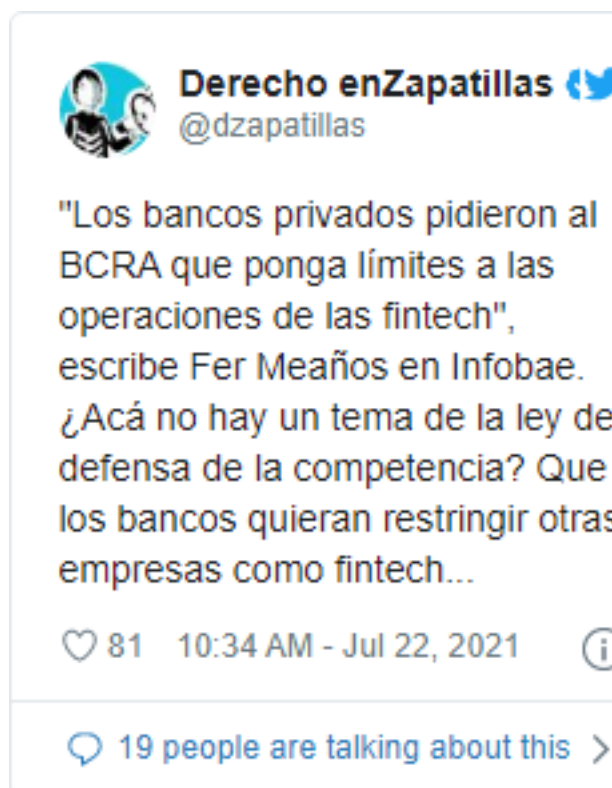 Derecho enZapatillas
@dzapatillas
"Los bancos privados pidieron al
BCRA que ponga límites a las
operaciones de las fintech",
escribe Fer Meaños en Infobae.
¿Acá no hay un tema de la ley de
defensa de la competencia? Que
los bancos quieran restringir otras
empresas como fintech...
81 10:34 AM - Jul 22, 2021
19 people are talking about this